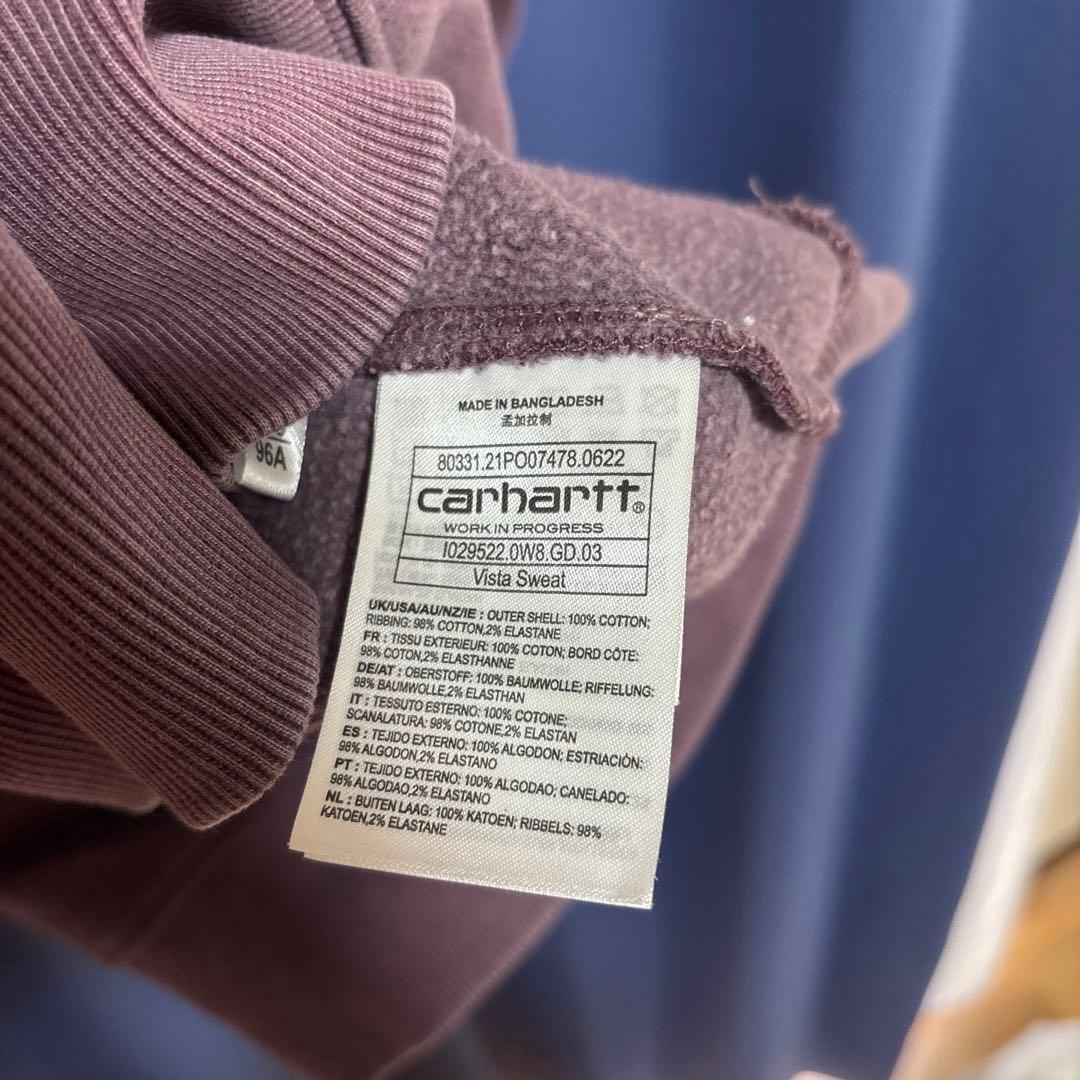 MADE IN BANGLADESH
孟加拉制
80331.21PO07478.0622
carhartt®
WORK IN PROGRESS
I029522.0W8.GD.03
Vista Sweat
UK/USA/AU/NZ/IE : OUTER SHELL: 100% COTTON;
RIBBING: 98% COTTON,2% ELASTANE
FR : TISSU EXTERIEUR: 100% COTON; BORD CÔTE:
98% COTON,2% ELASTHANNE
DE/AT : OBERSTOFF: 100% BAUMWOLLE; RIFFELUNG:
98% BAUMWOLLE,2% ELASTHAN
IT : TESSUTO ESTERNO: 100% COTONE;
SCANALATURA: 98% COTONE,2% ELASTAN
ES : TEJIDO EXTERNO: 100% ALGODON; ESTRIACIÓN:
98% ALGODON,2% ELASTANO
PT : TEJIDO EXTERNO: 100% ALGODAO; CANELADO:
98% ALGODAO,2% ELASTANO
NL : BUITEN LAAG: 100% KATOEN; RIBBELS: 98%
KATOEN,2% ELASTANE
96A